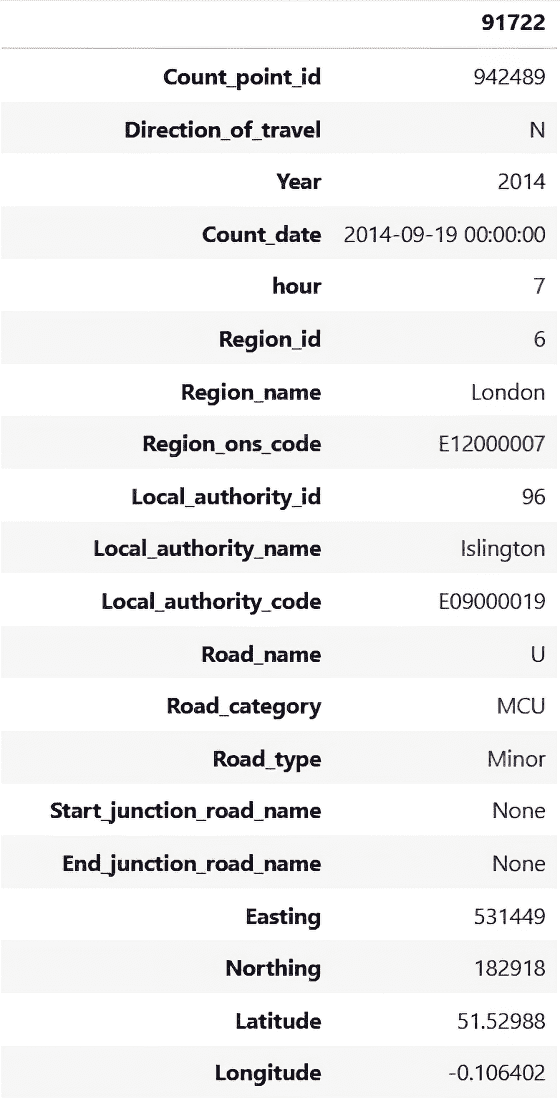 91722
Count_point_id 942489
Direction_of_travel N
Year 2014
Count_date 2014-09-19 00:00:00
hour 7
Region_id 6
Region_name London
Region_ons_code E12000007
Local_authority_id 96
Local_authority_name Islington
Local_authority_code E09000019
Road_name U
Road_category MCU
Road_type Minor
Start_junction_road_name None
End_junction_road_name None
Easting 531449
Northing 182918
Latitude 51.52988
Longitude -0.106402